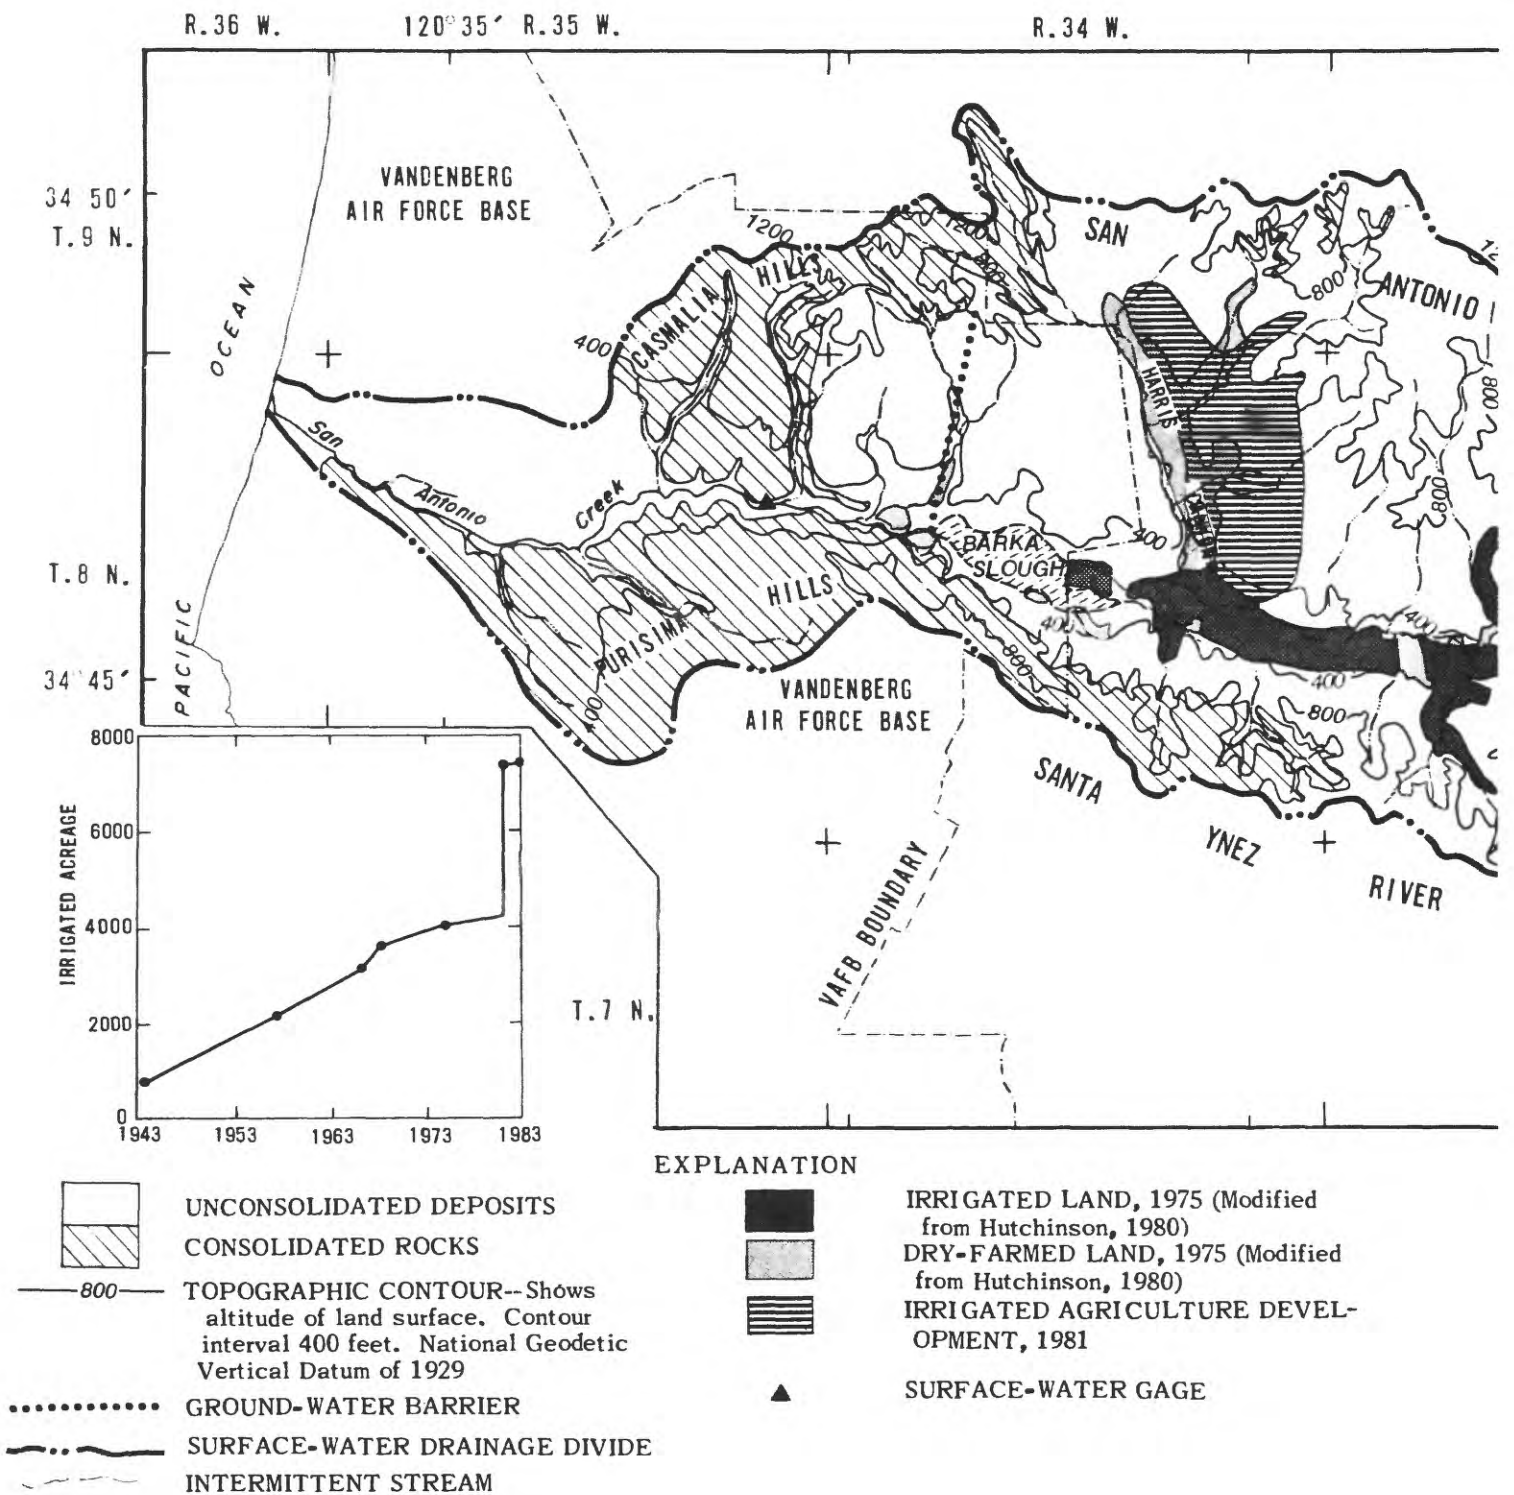 R.36 W.
120°35′
R.35 W.
R.34 W.
34 50′
T.9 N.
VANDENBERG
AIR FORCE BASE
1200
1200
800
SAN
ANTONIO
800
HILLS
CASMALIA
400
OCEAN
HARRIS
CANYON
800
800
San
Antonio
Creek
BARKA
SLOUGH
400
T.8 N.
HILLS
PURISIMA
400
400
400
800
400
800
34°45′
PACIFIC
VANDENBERG
AIR FORCE BASE
SANTA
YNEZ
RIVER
VAFB BOUNDARY
T.7 N.
8000
6000
4000
2000
0
IRRIGATED ACREAGE
1943
1953
1963
1973
1983
EXPLANATION
UNCONSOLIDATED DEPOSITS
CONSOLIDATED ROCKS
800
TOPOGRAPHIC CONTOUR--Shows
altitude of land surface. Contour
interval 400 feet. National Geodetic
Vertical Datum of 1929
GROUND-WATER BARRIER
SURFACE-WATER DRAINAGE DIVIDE
INTERMITTENT STREAM
IRRIGATED LAND, 1975 (Modified
from Hutchinson, 1980)
DRY-FARMED LAND, 1975 (Modified
from Hutchinson, 1980)
IRRIGATED AGRICULTURE DEVEL-
OPMENT, 1981
SURFACE-WATER GAGE